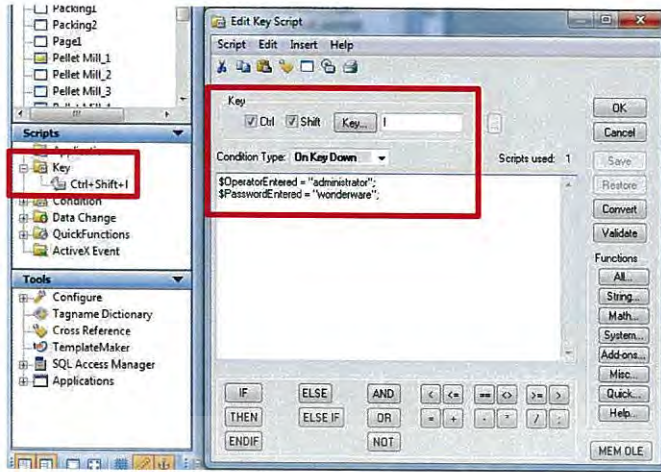 Packing1
Packing2
Page1
Pellet Mill_1
Pellet Mill_2
Pellet Mill_3
Scripts
Application
Key
Ctrl+Shift+I
Condition
Data Change
QuickFunctions
ActiveX Event
Tools
Configure
Tagname Dictionary
Cross Reference
TemplateMaker
SQL Access Manager
Applications
Edit Key Script
Script Edit Insert Help
Key
Ctrl Shift Key... I
Condition Type: On Key Down Scripts used: 1
$OperatorEntered = "administrator";
$PasswordEntered = "wonderware";
OK
Cancel
Save
Restore
Convert
Validate
Functions
All...
String...
Math...
System...
Add-ons...
Misc...
Quick...
Help...
MEM OLE
IF ELSE AND < <= == <> >= >
THEN ELSE IF OR = + - * / ;
ENDIF NOT